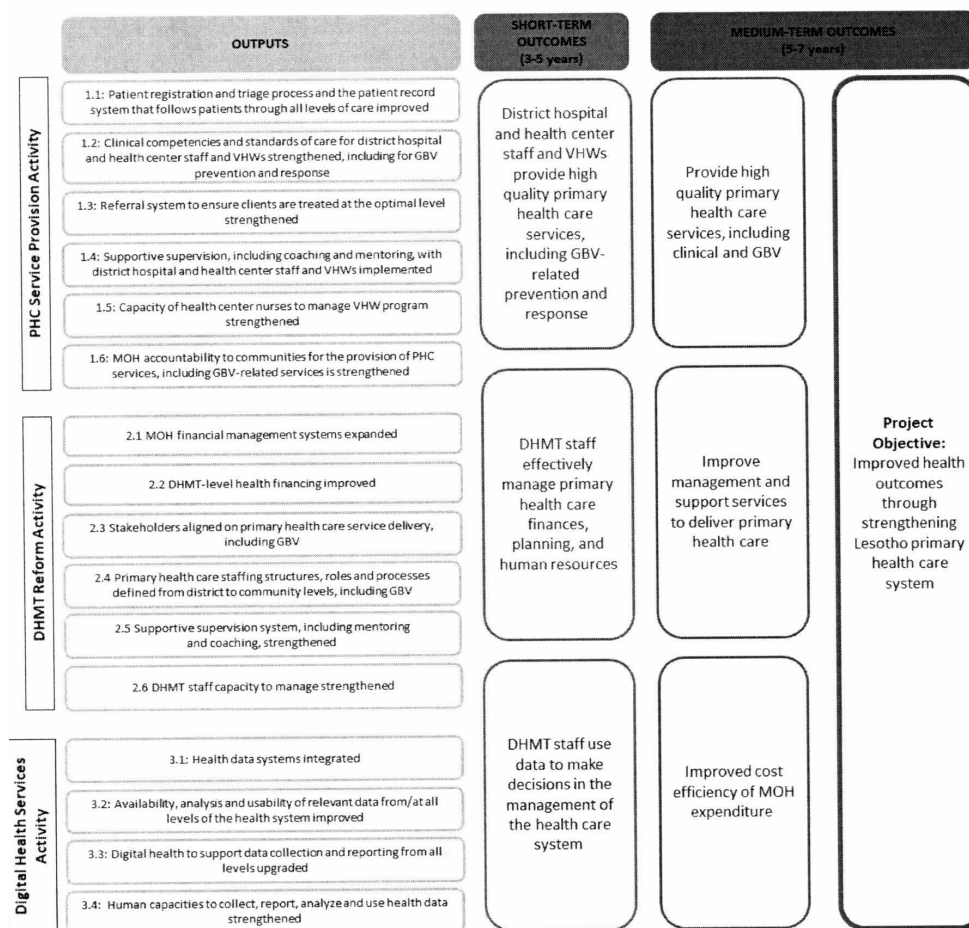 OUTPUTS
SHORT-TERM
OUTCOMES
(3-5 years)
MEDIUM-TERM OUTCOMES
(5-7 years)
PHC Service Provision Activity
1.1: Patient registration and triage process and the patient record
system that follows patients through all levels of care improved
1.2: Clinical competencies and standards of care for district hospital
and health center staff and VHWs strengthened, including for GBV
prevention and response
1.3: Referral system to ensure clients are treated at the optimal level
strengthened
1.4: Supportive supervision, including coaching and mentoring, with
district hospital and health center staff and VHWs implemented
1.5: Capacity of health center nurses to manage VHW program
strengthened
1.6: MOH accountability to communities for the provision of PHC
services, including GBV-related services is strengthened
District hospital
and health center
staff and VHWs
provide high
quality primary
health care
services,
including GBV-
related
prevention and
response
Provide high
quality primary
health care
services, including
clinical and GBV
DHMT Reform Activity
2.1 MOH financial management systems expanded
2.2 DHMT-level health financing improved
2.3 Stakeholders aligned on primary health care service delivery,
including GBV
2.4 Primary health care staffing structures, roles and processes
defined from district to community levels, including GBV
2.5 Supportive supervision system, including mentoring
and coaching, strengthened
2.6 DHMT staff capacity to manage strengthened
DHMT staff
effectively
manage primary
health care
finances,
planning, and
human resources
Improve
management and
support services
to deliver primary
health care
Project
Objective:
Improved health
outcomes
through
strengthening
Lesotho primary
health care
system
Digital Health Services
Activity
3.1: Health data systems integrated
3.2: Availability, analysis and usability of relevant data from/at all
levels of the health system improved
3.3: Digital health to support data collection and reporting from all
levels upgraded
3.4: Human capacities to collect, report, analyze and use health data
strengthened
DHMT staff use
data to make
decisions in the
management of
the health care
system
Improved cost
efficiency of MOH
expenditure